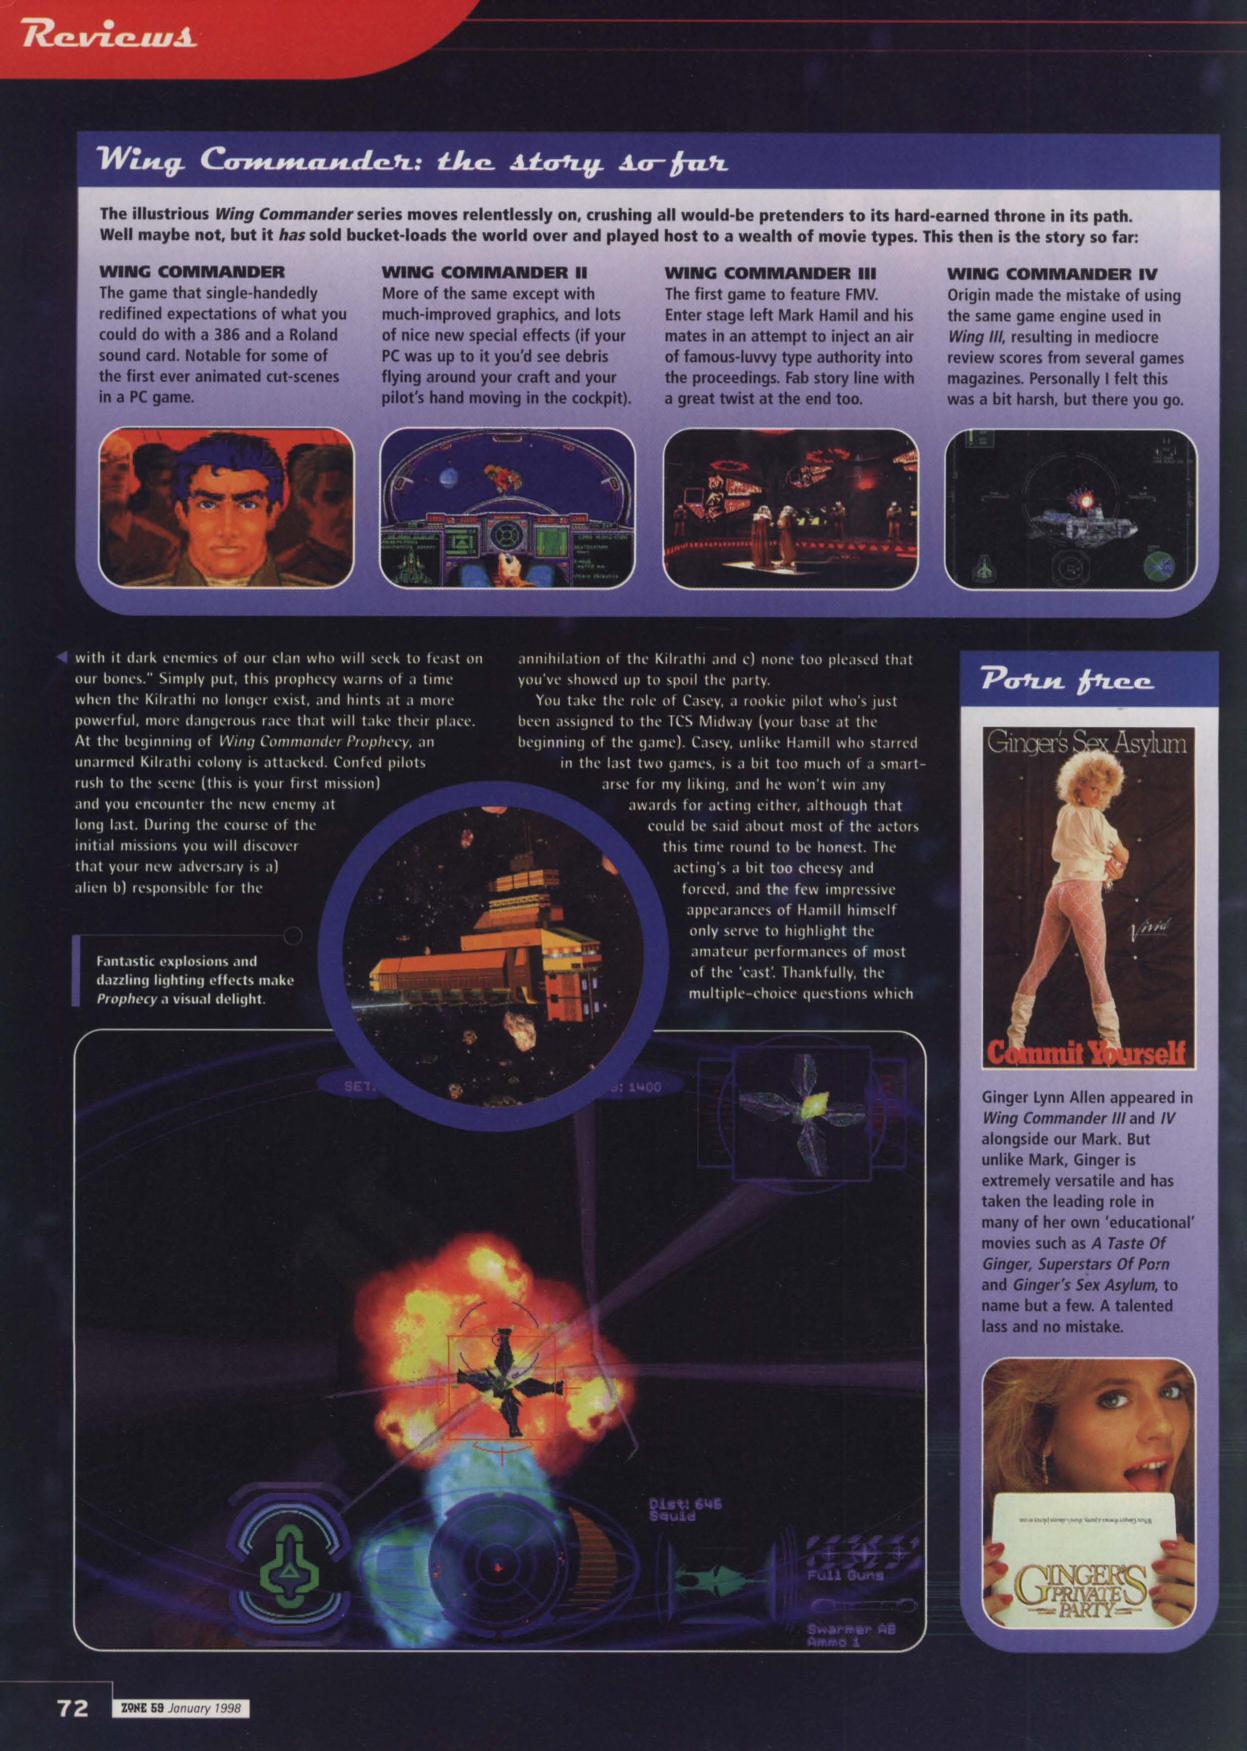 Reviews
Wing Commander: the story so far
The illustrious Wing Commander series moves relentlessly on, crushing all would-be pretenders to its hard-earned throne in its path.
Well maybe not, but it has sold bucket-loads the world over and played host to a wealth of movie types. This then is the story so far:
WING COMMANDER
The game that single-handedly
redifined expectations of what you
could do with a 386 and a Roland
sound card. Notable for some of
the first ever animated cut-scenes
in a PC game.
WING COMMANDER II
More of the same except with
much-improved graphics, and lots
of nice new special effects (if your
PC was up to it you'd see debris
flying around your craft and your
pilot's hand moving in the cockpit).
WING COMMANDER III
The first game to feature FMV.
Enter stage left Mark Hamil and his
mates in an attempt to inject an air
of famous-luvvy type authority into
the proceedings. Fab story line with
a great twist at the end too.
WING COMMANDER IV
Origin made the mistake of using
the same game engine used in
Wing III, resulting in mediocre
review scores from several games
magazines. Personally I felt this
was a bit harsh, but there you go.
with it dark enemies of our clan who will seek to feast on
our bones." Simply put, this prophecy warns of a time
when the Kilrathi no longer exist, and hints at a more
powerful, more dangerous race that will take their place.
At the beginning of Wing Commander Prophecy, an
unarmed Kilrathi colony is attacked. Confed pilots
rush to the scene (this is your first mission)
and you encounter the new enemy at
long last. During the course of the
initial missions you will discover
that your new adversary is a)
alien b) responsible for the
annihilation of the Kilrathi and c) none too pleased that
you've showed up to spoil the party.
You take the role of Casey, a rookie pilot who's just
been assigned to the TCS Midway (your base at the
beginning of the game). Casey, unlike Hamill who starred
in the last two games, is a bit too much of a smart-
arse for my liking, and he won't win any
awards for acting either, although that
could be said about most of the actors
this time round to be honest. The
acting's a bit too cheesy and
forced, and the few impressive
appearances of Hamill himself
only serve to highlight the
amateur performances of most
of the 'cast'. Thankfully, the
multiple-choice questions which
Fantastic explosions and
dazzling lighting effects make
Prophecy a visual delight.
SET:
: 1400
Dist: 645
Squid
Full Guns
Swarmer AB
Ammo 1
Porn free
Ginger's Sex Asylum
Vivid
Commit Yourself
Ginger Lynn Allen appeared in
Wing Commander III and IV
alongside our Mark. But
unlike Mark, Ginger is
extremely versatile and has
taken the leading role in
many of her own 'educational'
movies such as A Taste Of
Ginger, Superstars Of Porn
and Ginger's Sex Asylum, to
name but a few. A talented
lass and no mistake.
GINGER'S
PRIVATE
PARTY
72
ZONE 59 January 1998